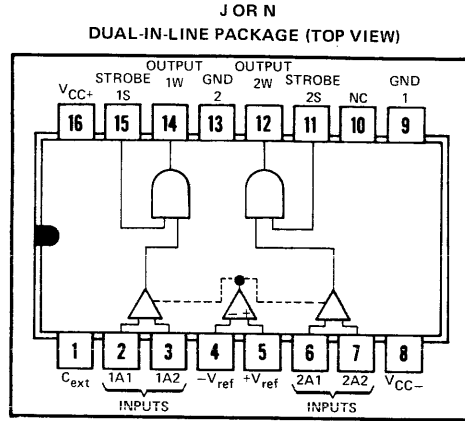 J OR N
DUAL-IN-LINE PACKAGE (TOP VIEW)
OUTPUT OUTPUT
STROBE GND STROBE GND
VCC+ 1S 1W 2 2W 2S NC 1
16 15 14 13 12 11 10 9
− +
1 2 3 4 5 6 7 8
Cext 1A1 1A2 −Vref +Vref 2A1 2A2 VCC−
INPUTS INPUTS